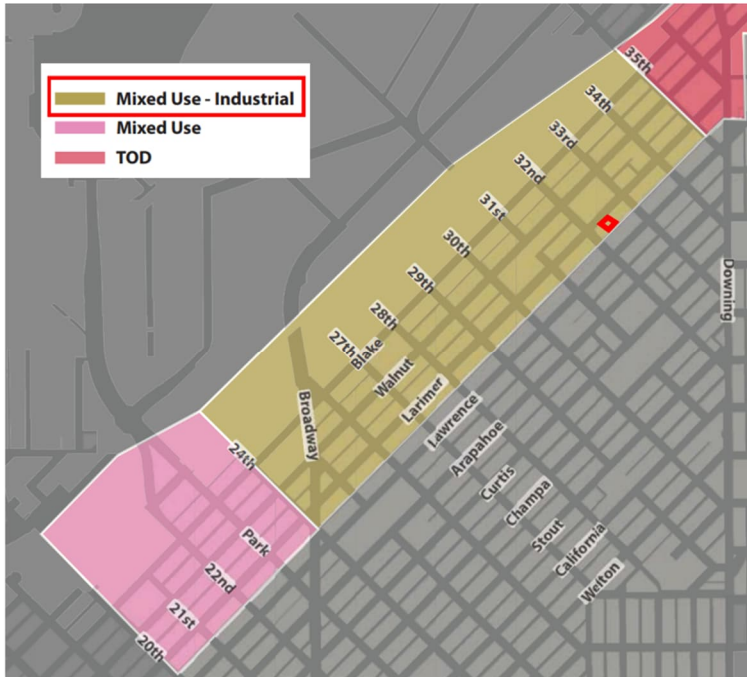 Mixed Use - Industrial
Mixed Use
TOD
35th
34th
33rd
32nd
31st
30th
29th
28th
27th
Blake
Walnut
Larimer
Lawrence
Arapahoe
Curtis
Champa
Stout
California
Welton
Downing
Broadway
24th
Park
22nd
21st
20th